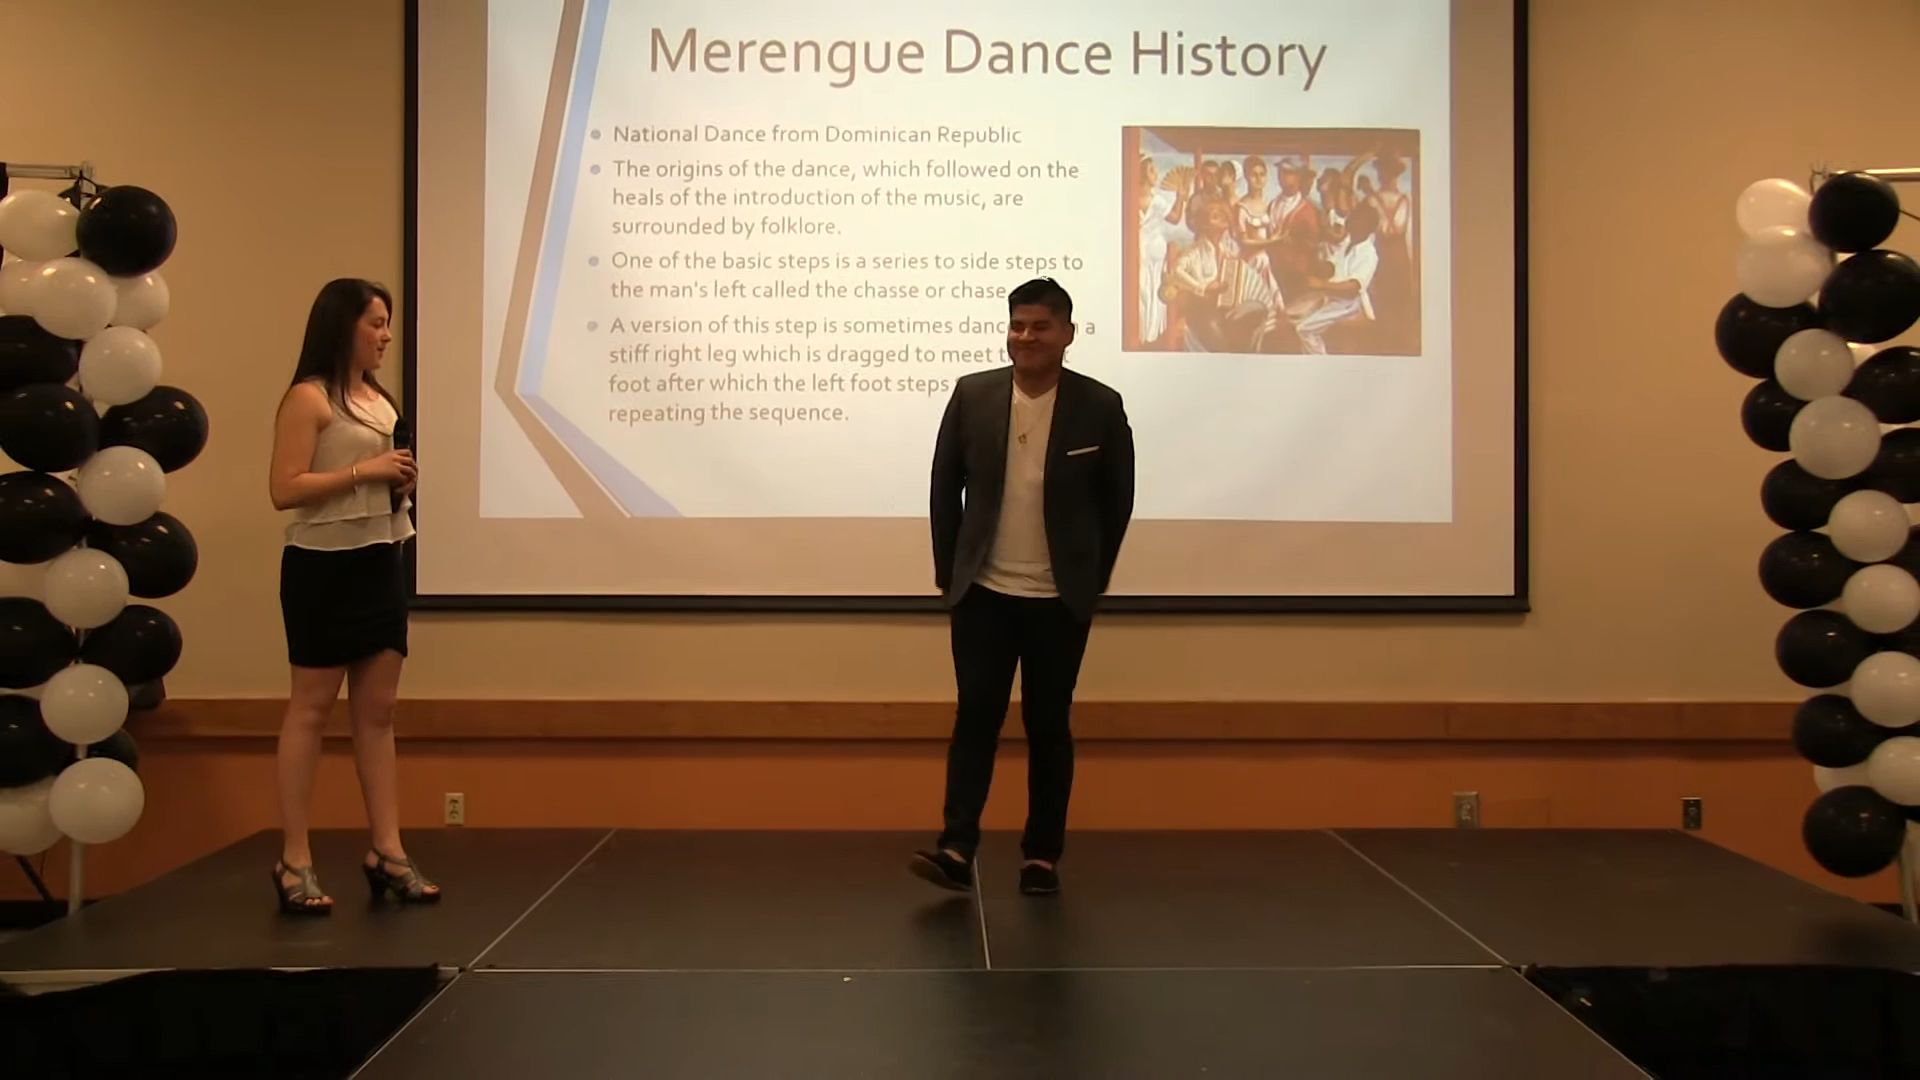 Merengue Dance History
National Dance from Dominican Republic
The origins of the dance, which followed on the
heals of the introduction of the music, are
surrounded by folklore.
One of the basic steps is a series to side steps to
the man's left called the chasse or chase
A version of this step is sometimes a
stiff right leg which is dragged to meet
foot after which the left foot steps
repeating the sequence.